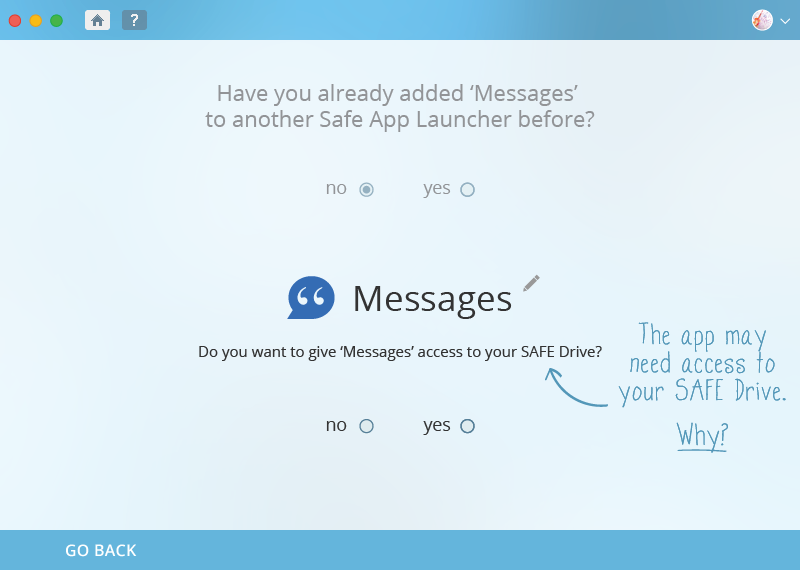 ?
Have you already added ‘Messages’
to another Safe App Launcher before?
no yes
Messages
Do you want to give ‘Messages’ access to your SAFE Drive?
The app may
need access to
your SAFE Drive.
Why?
no yes
GO BACK